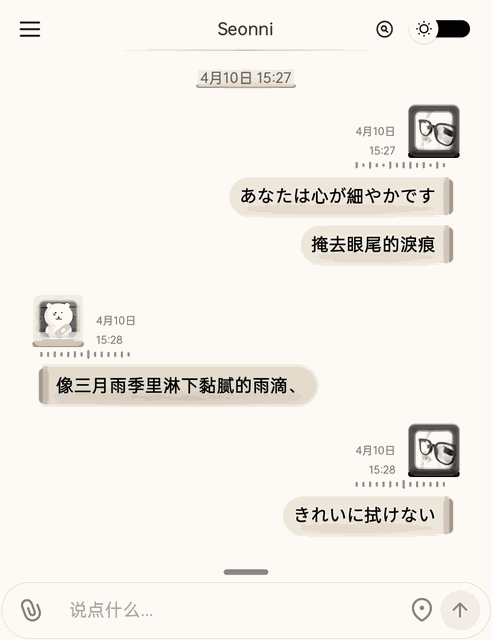 Seonni
4月10日 15:27
4月10日
15:27
あなたは心が細やかです
掩去眼尾的淚痕
4月10日
15:28
像三月雨季里淋下黏膩的雨滴、
4月10日
15:28
きれいに拭けない
说点什么...